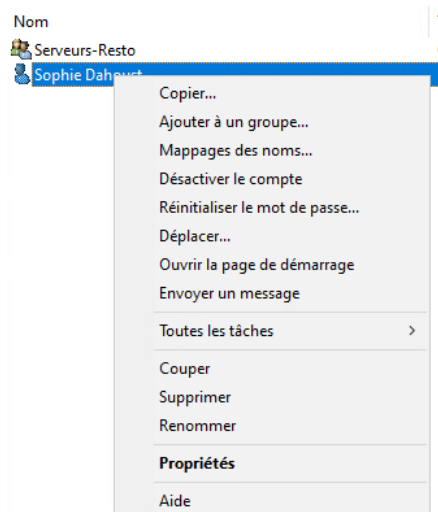 Nom
Serveurs-Resto
Sophie
Copier...
Ajouter à un groupe...
Mappages des noms...
Désactiver le compte
Réinitialiser le mot de passe...
Déplacer...
Ouvrir la page de démarrage
Envoyer un message
Toutes les tâches
Couper
Supprimer
Renommer
Propriétés
Aide